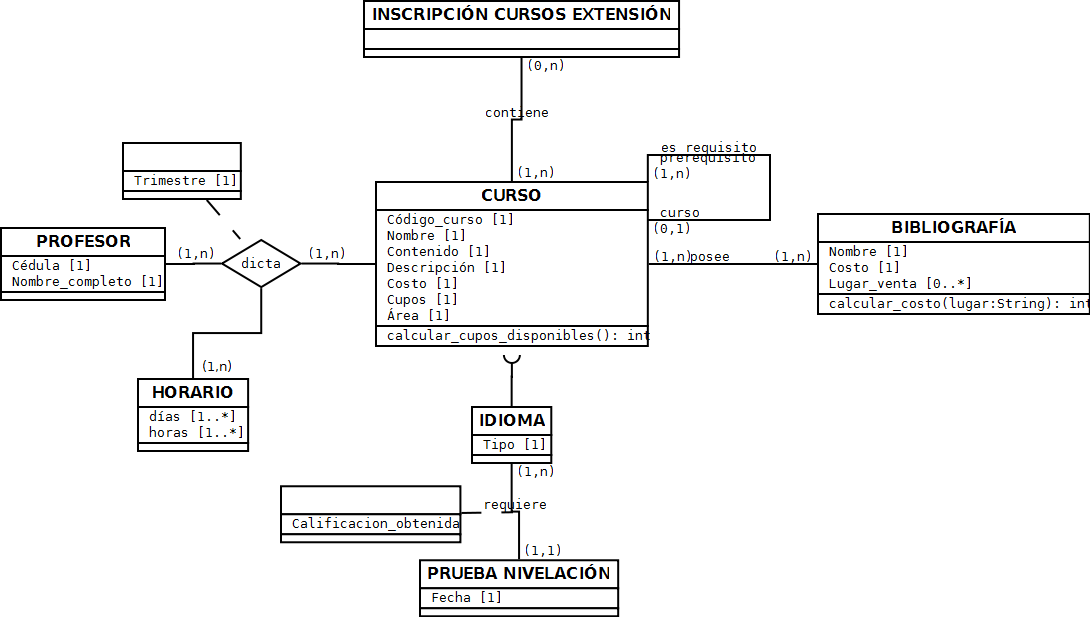 INSCRIPCIÓN CURSOS EXTENSIÓN
(0,n)
contiene
(1,n)
es requisito
prerequisito
(1,n)
curso
(0,1)
Trimestre [1]
PROFESOR
Cédula [1]
Nombre_completo [1]
(1,n)
dicta
(1,n)
CURSO
Código_curso [1]
Nombre [1]
Contenido [1]
Descripción [1]
Costo [1]
Cupos [1]
Área [1]
calcular_cupos_disponibles(): int
(1,n)posee
(1,n)
BIBLIOGRAFÍA
Nombre [1]
Costo [1]
Lugar_venta [0..*]
calcular_costo(lugar:String): int
(1,n)
HORARIO
días [1..*]
horas [1..*]
IDIOMA
Tipo [1]
(1,n)
requiere
Calificacion_obtenida
(1,1)
PRUEBA NIVELACIÓN
Fecha [1]